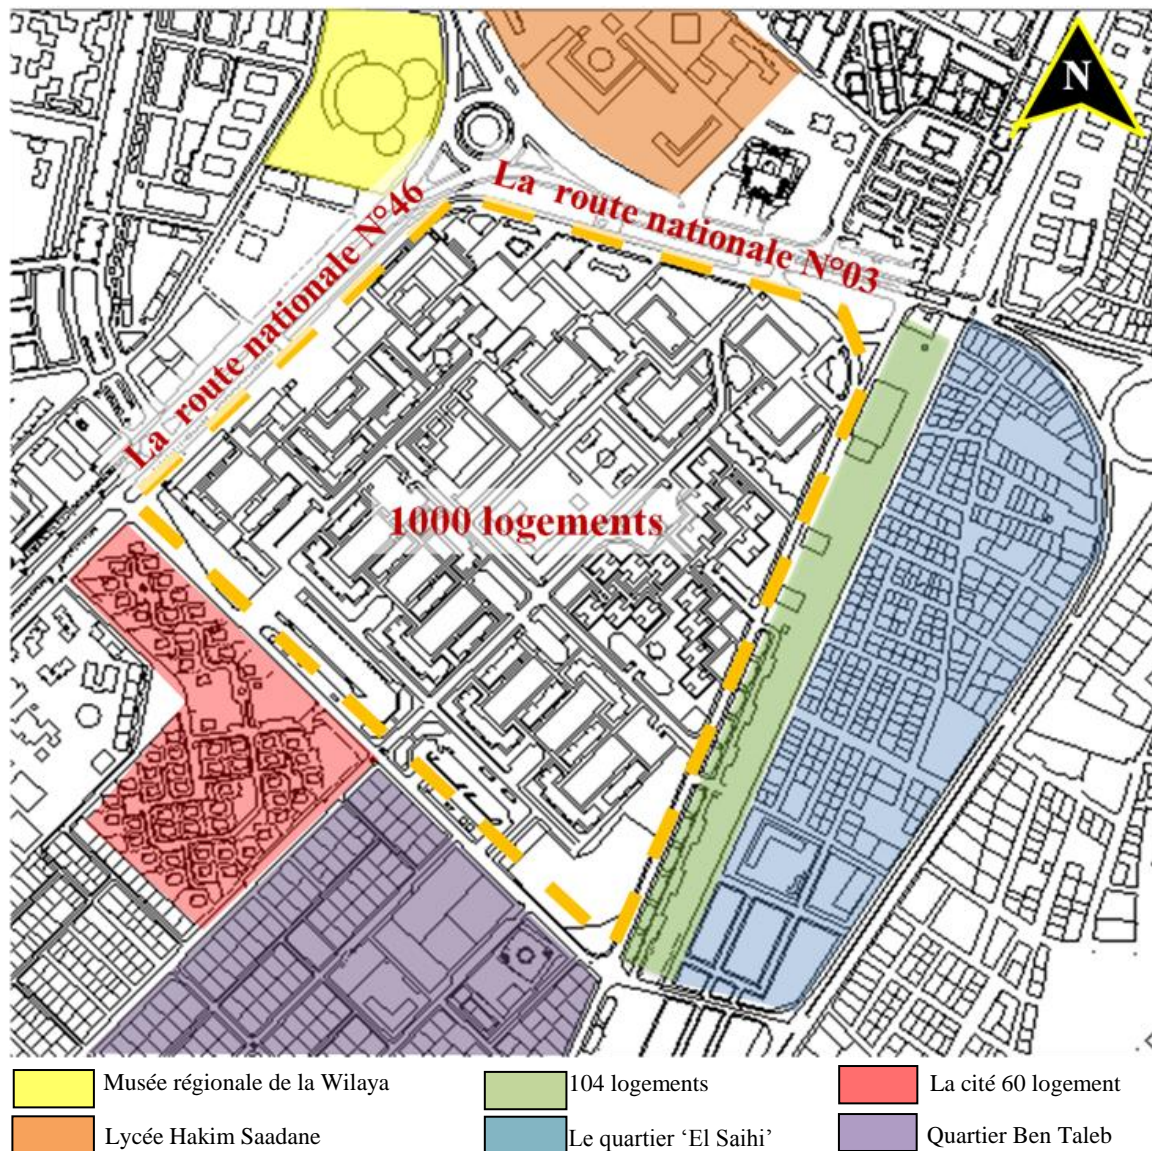 N
La route nationale N°46
La route nationale N°03
1000 logements
Musée régionale de la Wilaya
104 logements
La cité 60 logement
Lycée Hakim Saadane
Le quartier ‘El Saihi’
Quartier Ben Taleb